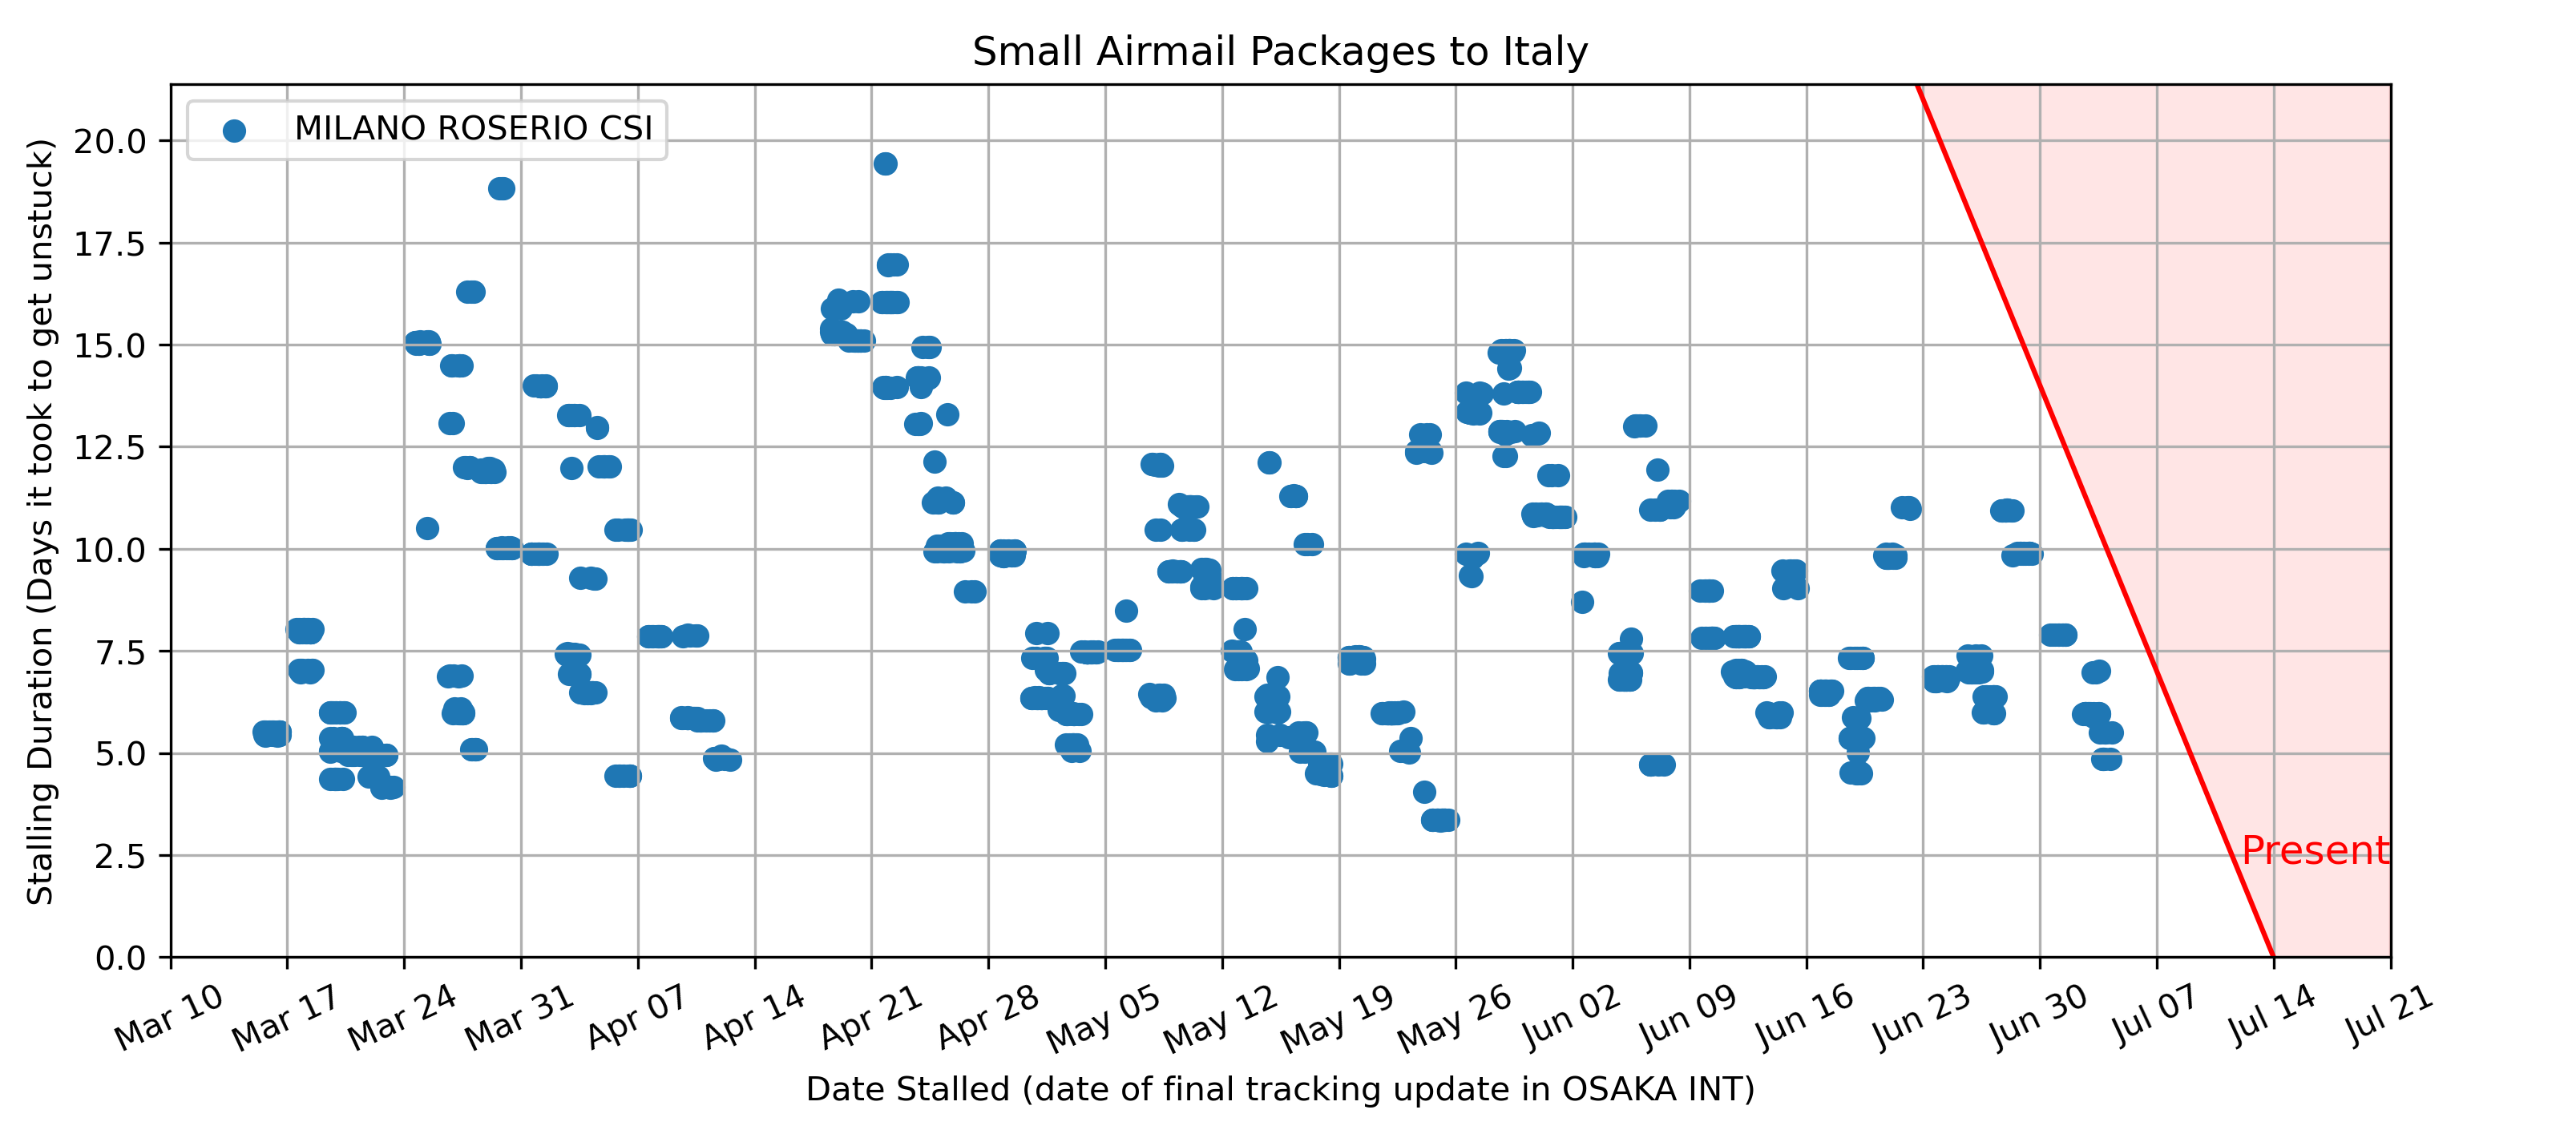 Small Airmail Packages to Italy
MILANO ROSERIO CSI
Stalling Duration (Days it took to get unstuck)
20.0
17.5
15.0
12.5
10.0
7.5
5.0
2.5
0.0
Present
Mar 10 Mar 17 Mar 24 Mar 31 Apr 07 Apr 14 Apr 21 Apr 28 May 05 May 12 May 19 May 26 Jun 02 Jun 09 Jun 16 Jun 23 Jun 30 Jul 07 Jul 14 Jul 21
Date Stalled (date of final tracking update in OSAKA INT)